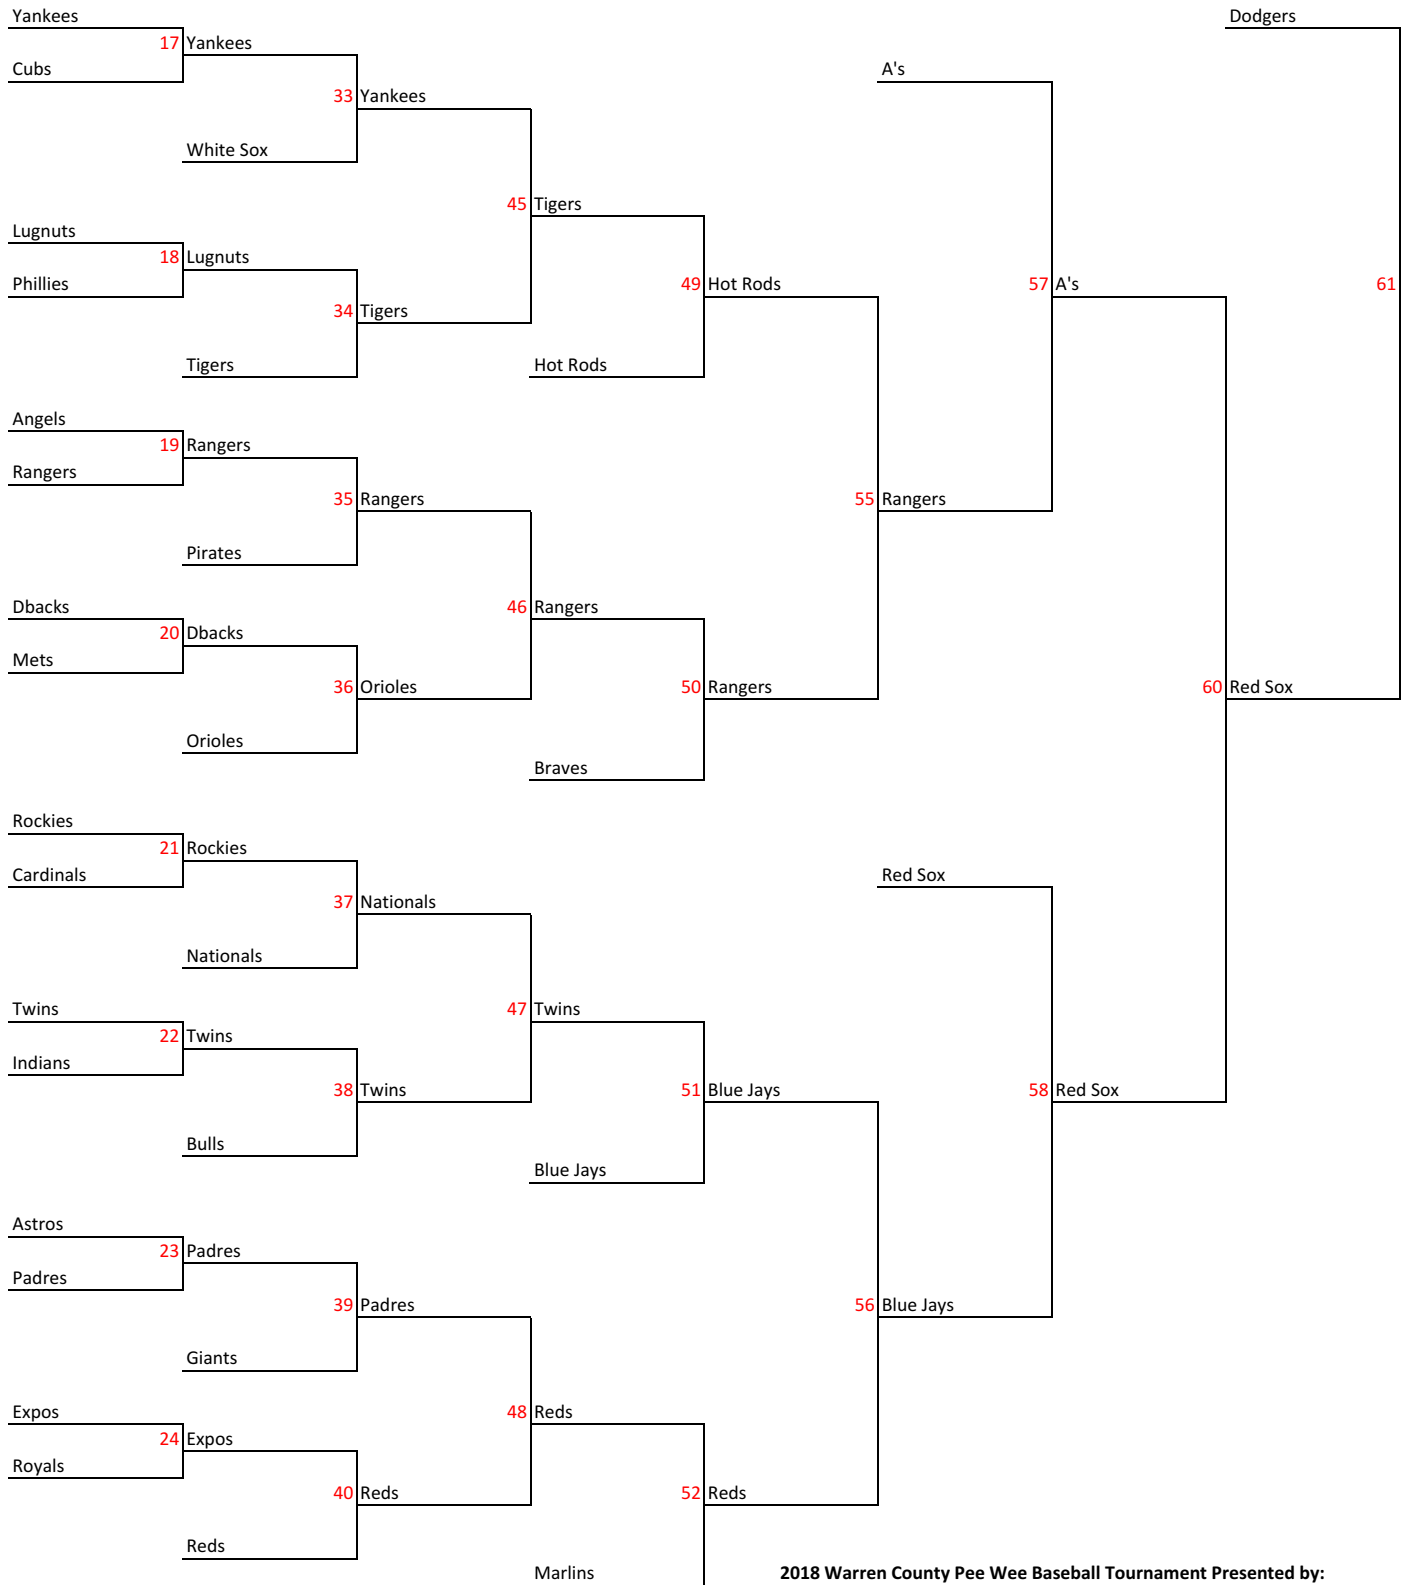 Yankees
Dodgers
17 Yankees
Cubs
A's
33 Yankees
White Sox
45 Tigers
Lugnuts
18 Lugnuts
Phillies
49 Hot Rods
57 A's
61
34 Tigers
Tigers
Hot Rods
Angels
19 Rangers
Rangers
35 Rangers
55 Rangers
Pirates
Dbacks
46 Rangers
20 Dbacks
Mets
36 Orioles
50 Rangers
60 Red Sox
Orioles
Braves
Rockies
21 Rockies
Cardinals
Red Sox
37 Nationals
Nationals
Twins
47 Twins
22 Twins
Indians
38 Twins
51 Blue Jays
58 Red Sox
Bulls
Blue Jays
Astros
23 Padres
Padres
39 Padres
56 Blue Jays
Giants
Expos
48 Reds
24 Expos
Royals
40 Reds
52 Reds
Reds
Marlins
2018 Warren County Pee Wee Baseball Tournament Presented by: